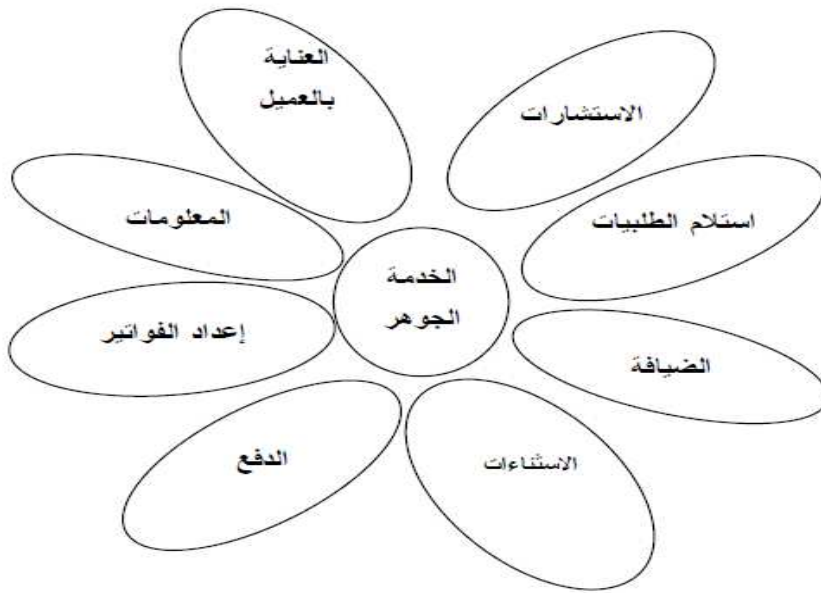 العناية
بالعميل
الاستشارات
المعلومات
استلام الطلبيات
الخدمة
الجوهر
إعداد الفواتير
الضيافة
الدفع
الاستثناءات